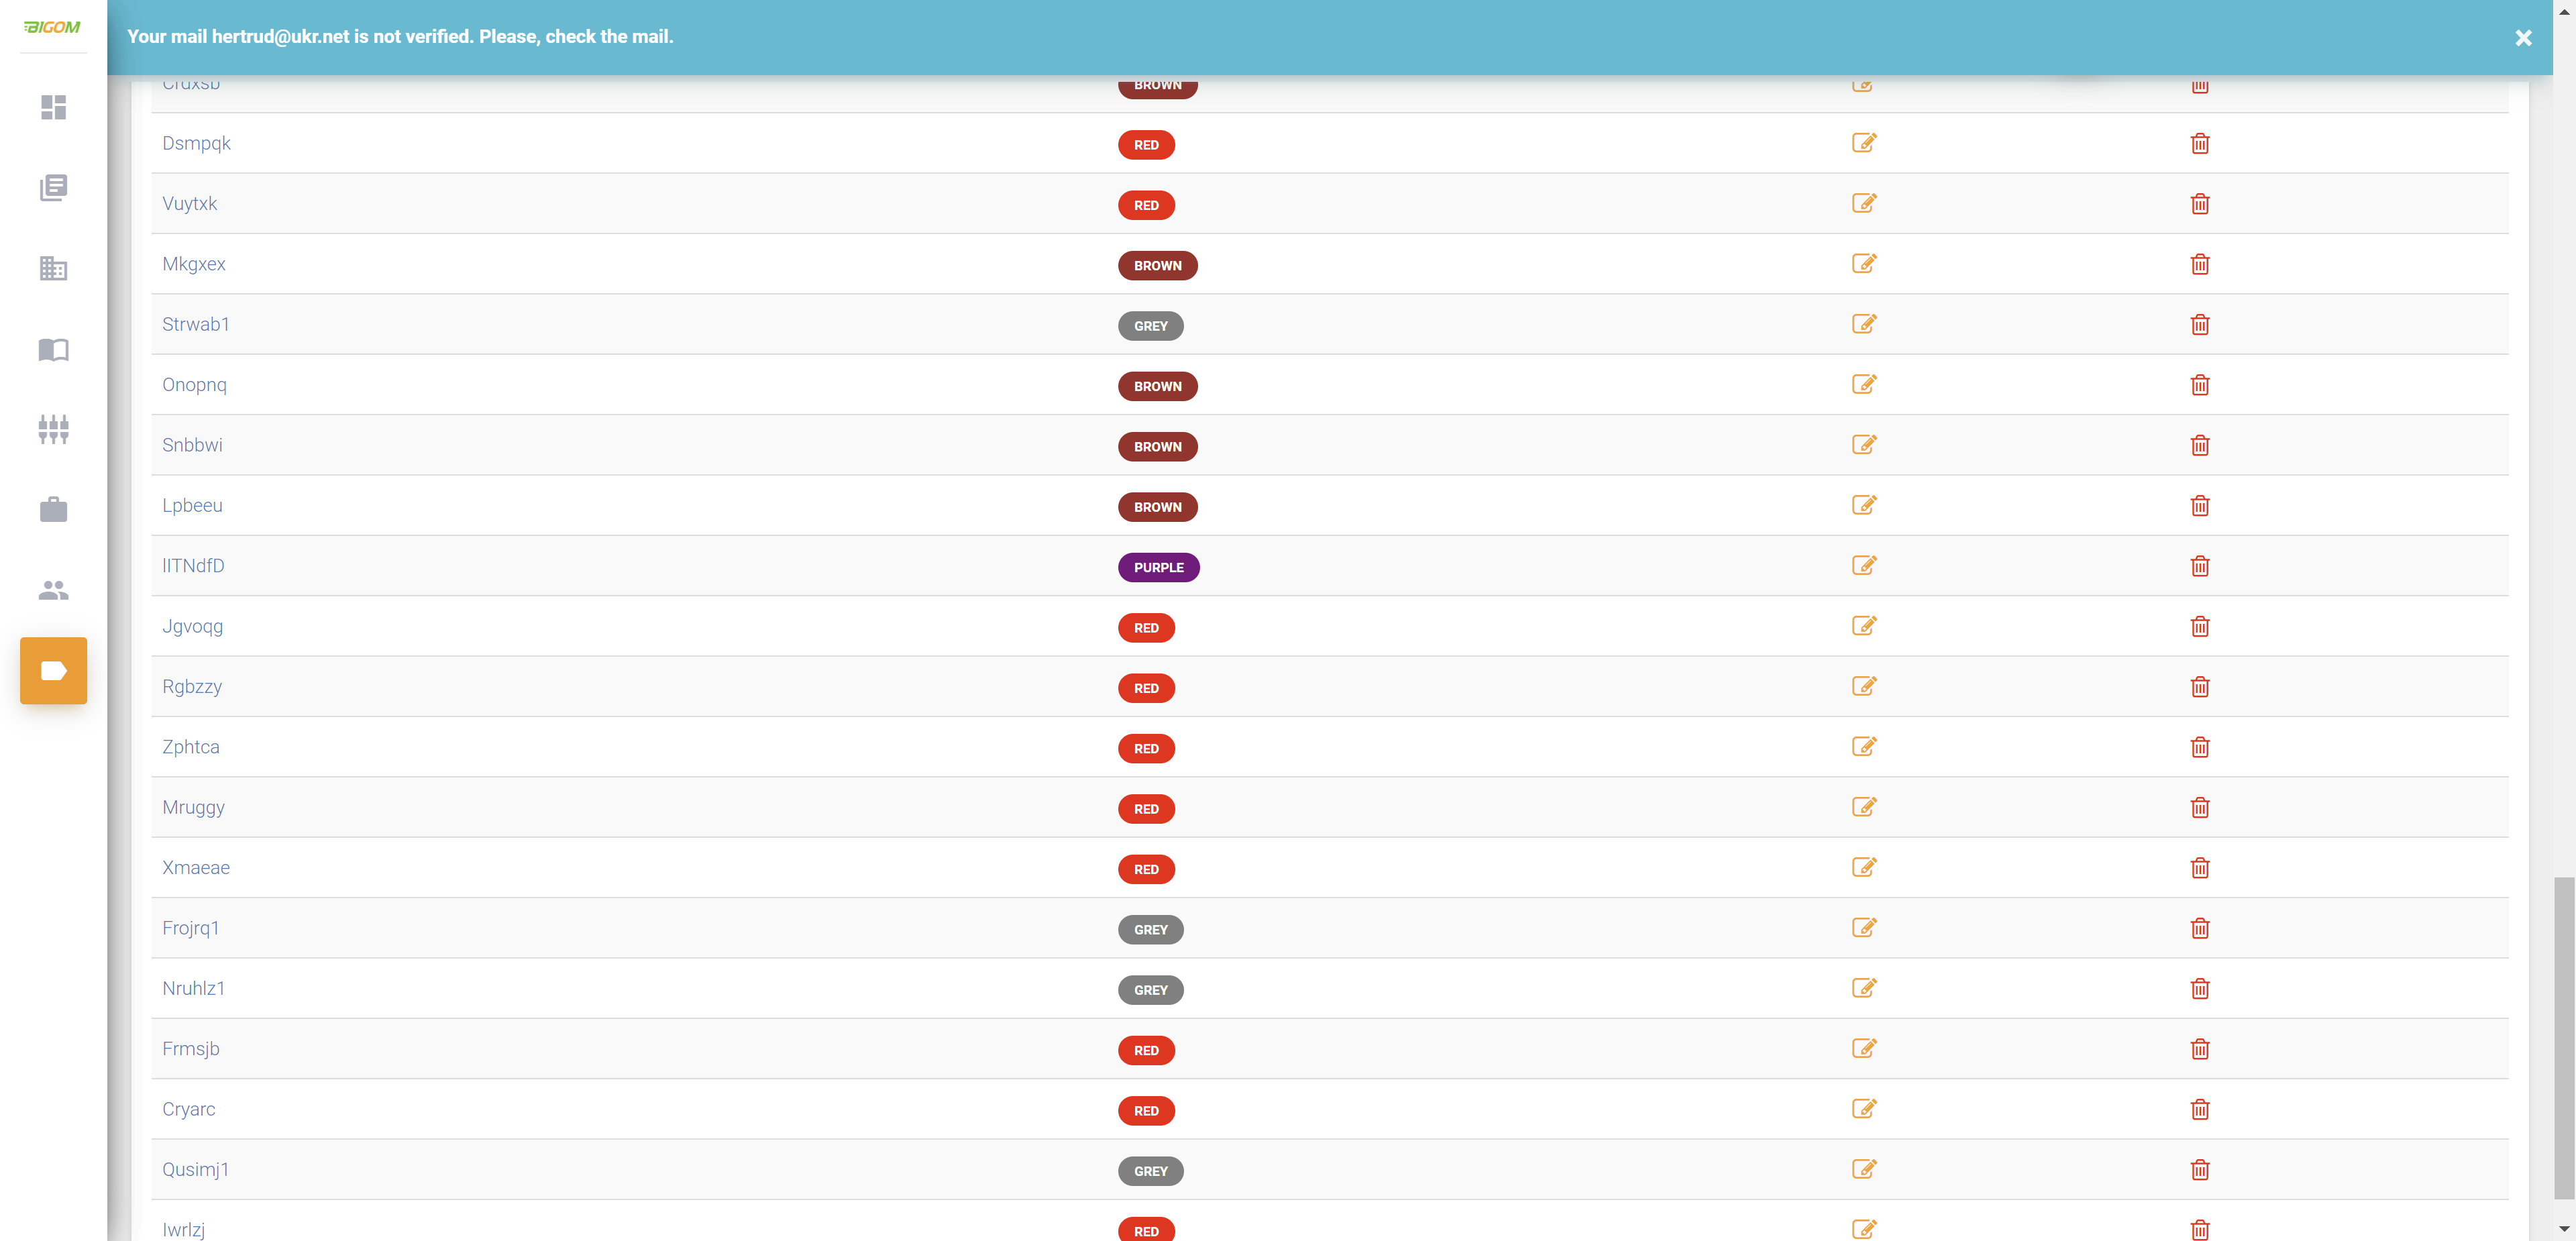 BIGOM
Your mail hertrud@ukr.net is not verified. Please, check the mail.
BROWN
Dsmpqk RED
Vuytxk RED
Mkgxex BROWN
Strwab1 GREY
Onopnq BROWN
Snbbwi BROWN
Lpbeeu BROWN
PURPLE
Jgvoqg RED
Rgbzzy RED
Zphtca RED
Mruggy RED
Xmaeae RED
Frojrq1 GREY
Nruhlz1 GREY
Frmsjb RED
Cryarc RED
Qusimj1 GREY
Iwrlzj RED